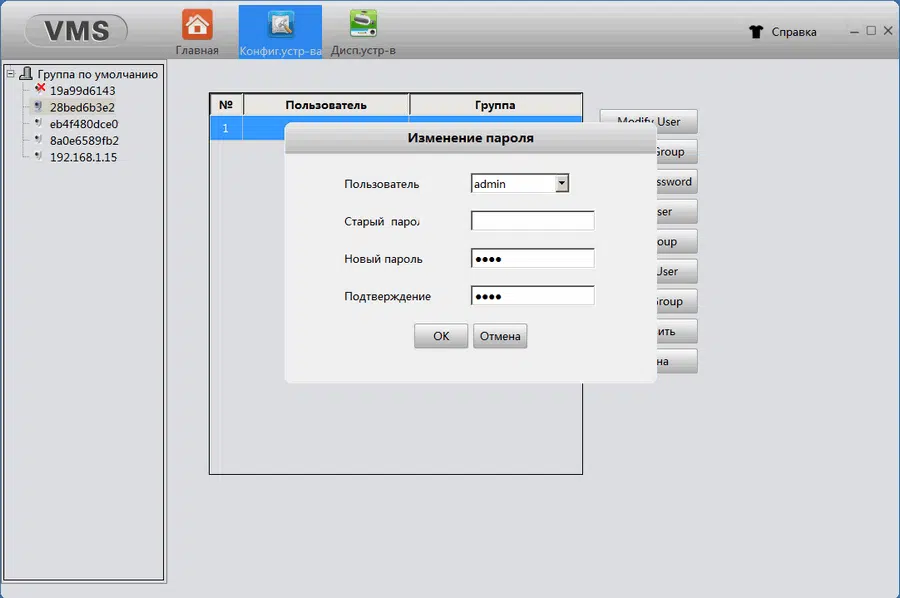 VMS
Главная
Конфиг.устр-ва
Дисп.устр-в
Справка
Группа по умолчанию
19a99d6143
28bed6b3e2
eb4f480dce0
8a0e6589fb2
192.168.1.15
№ Пользователь Группа
1
Modify User
Group
ssword
ser
oup
User
Group
ить
на
Изменение пароля
Пользователь admin
Старый парол
Новый пароль ●●●●
Подтверждение ●●●●
OK Отмена